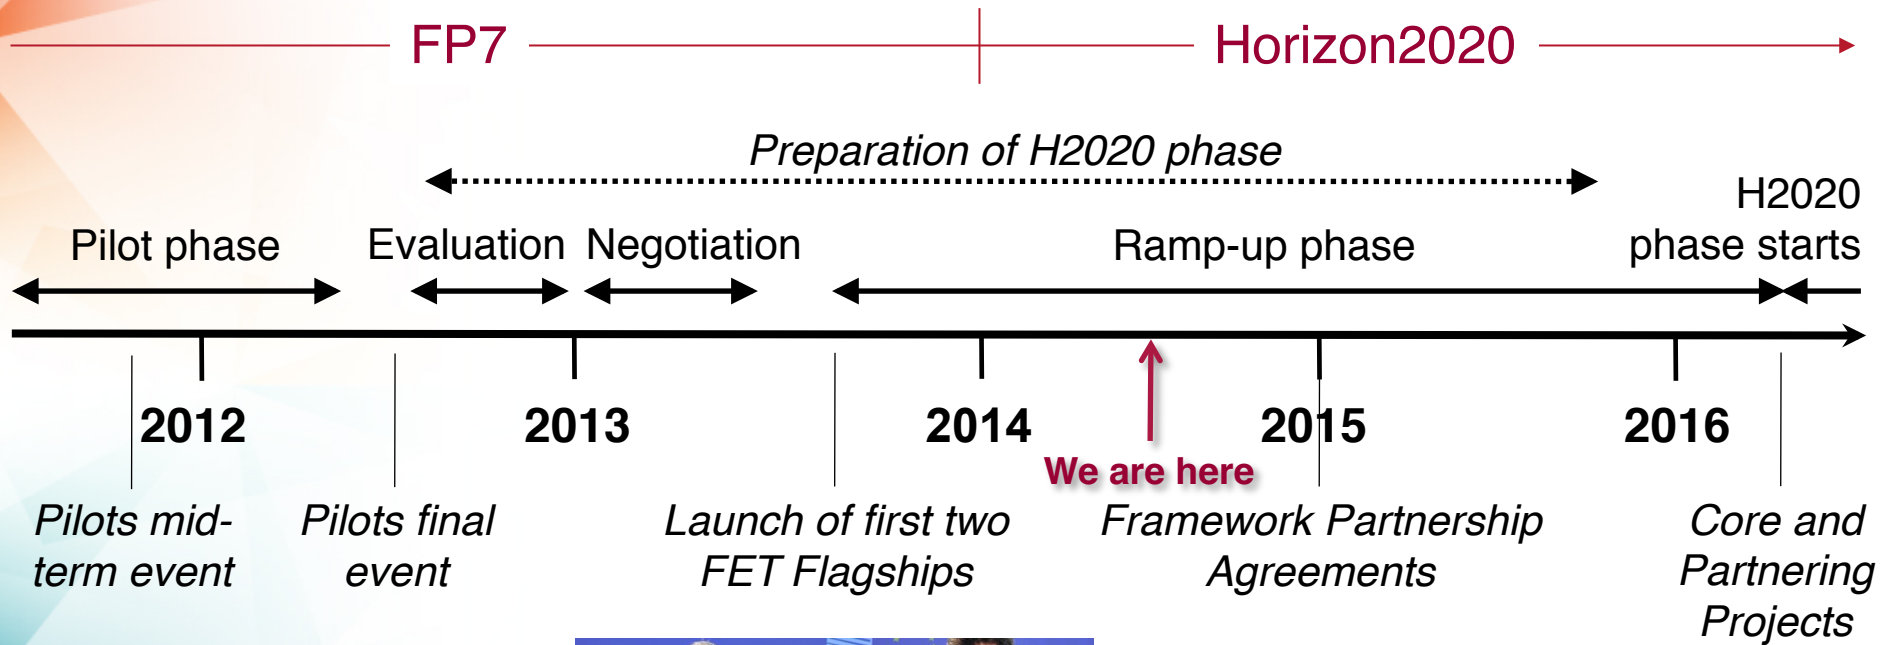 FP7
Horizon2020
Preparation of H2020 phase
H2020
phase starts
Pilot phase
Evaluation
Negotiation
Ramp-up phase
2012
2013
2014
2015
2016
We are here
Pilots mid-
term event
Pilots final
event
Launch of first two
FET Flagships
Framework Partnership
Agreements
Core and
Partnering
Projects